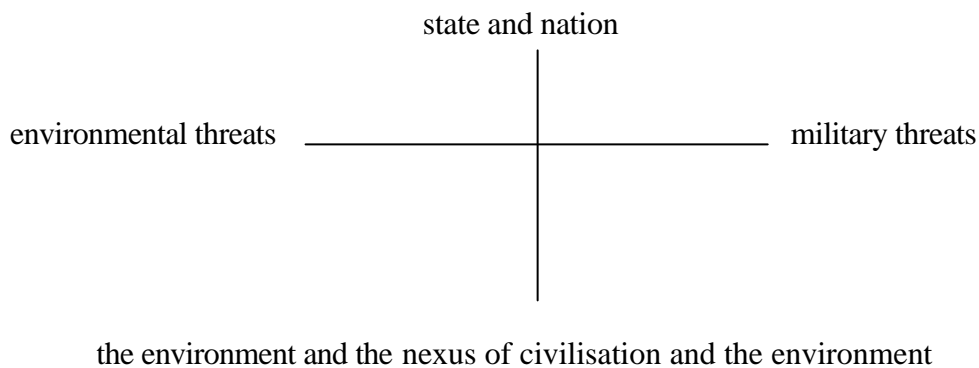 state and nation
environmental threats
military threats
the environment and the nexus of civilisation and the environment